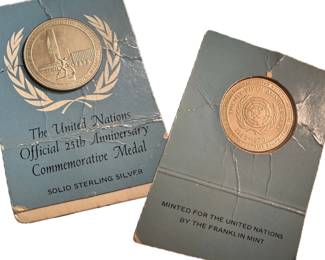 The United Nations
Official 25th Anniversary
Commemorative Medal
SOLID STERLING SILVER
MINTED FOR THE UNITED NATIONS
BY THE FRANKLIN MINT